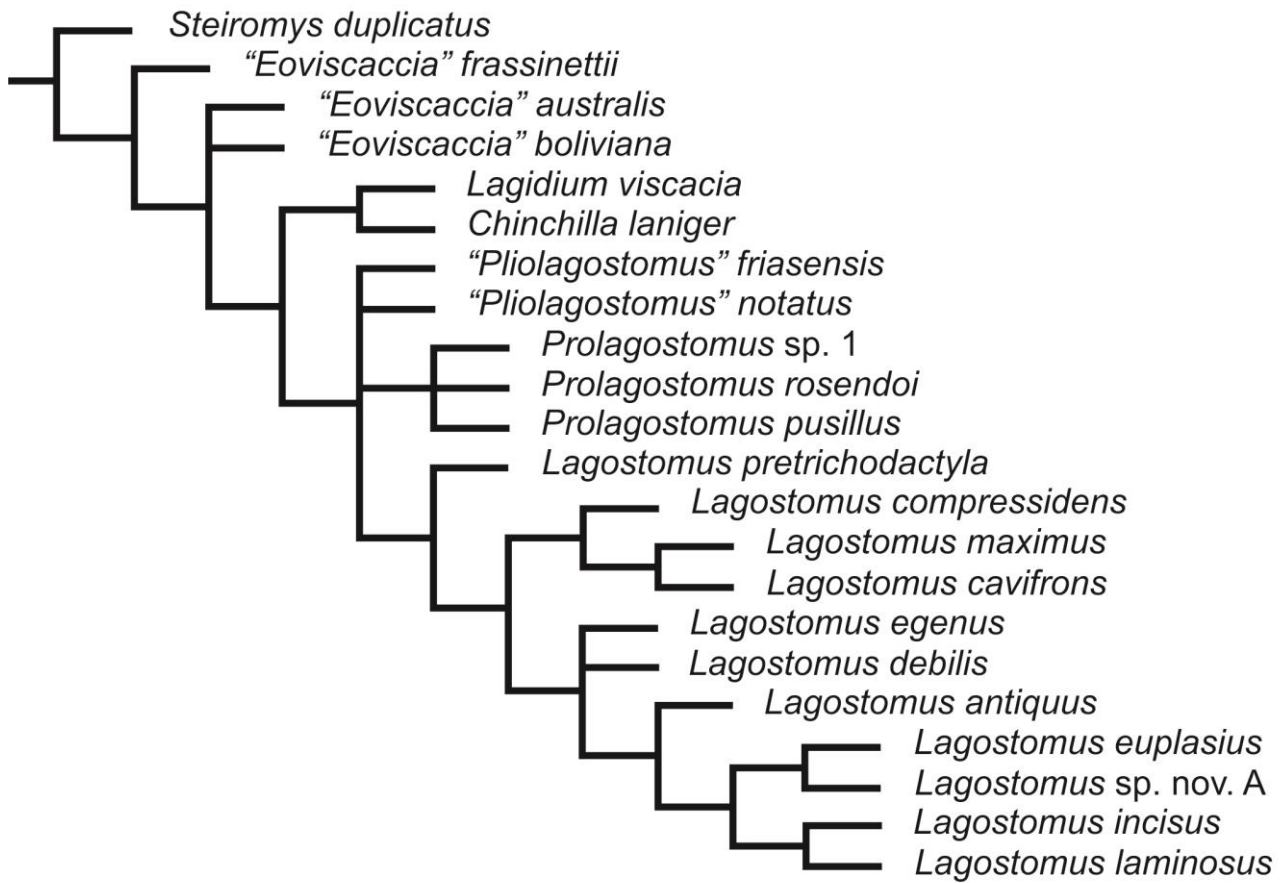 Steiromys duplicatus
“Eoviscaccia” frassinettii
“Eoviscaccia” australis
“Eoviscaccia” boliviana
Lagidium viscacia
Chinchilla laniger
“Pliolagostomus” friasensis
“Pliolagostomus” notatus
Prolagostomus sp. 1
Prolagostomus rosendoi
Prolagostomus pusillus
Lagostomus pretrichodactyla
Lagostomus compressidens
Lagostomus maximus
Lagostomus cavifrons
Lagostomus egenus
Lagostomus debilis
Lagostomus antiquus
Lagostomus euplasius
Lagostomus sp. nov. A
Lagostomus incisus
Lagostomus laminosus